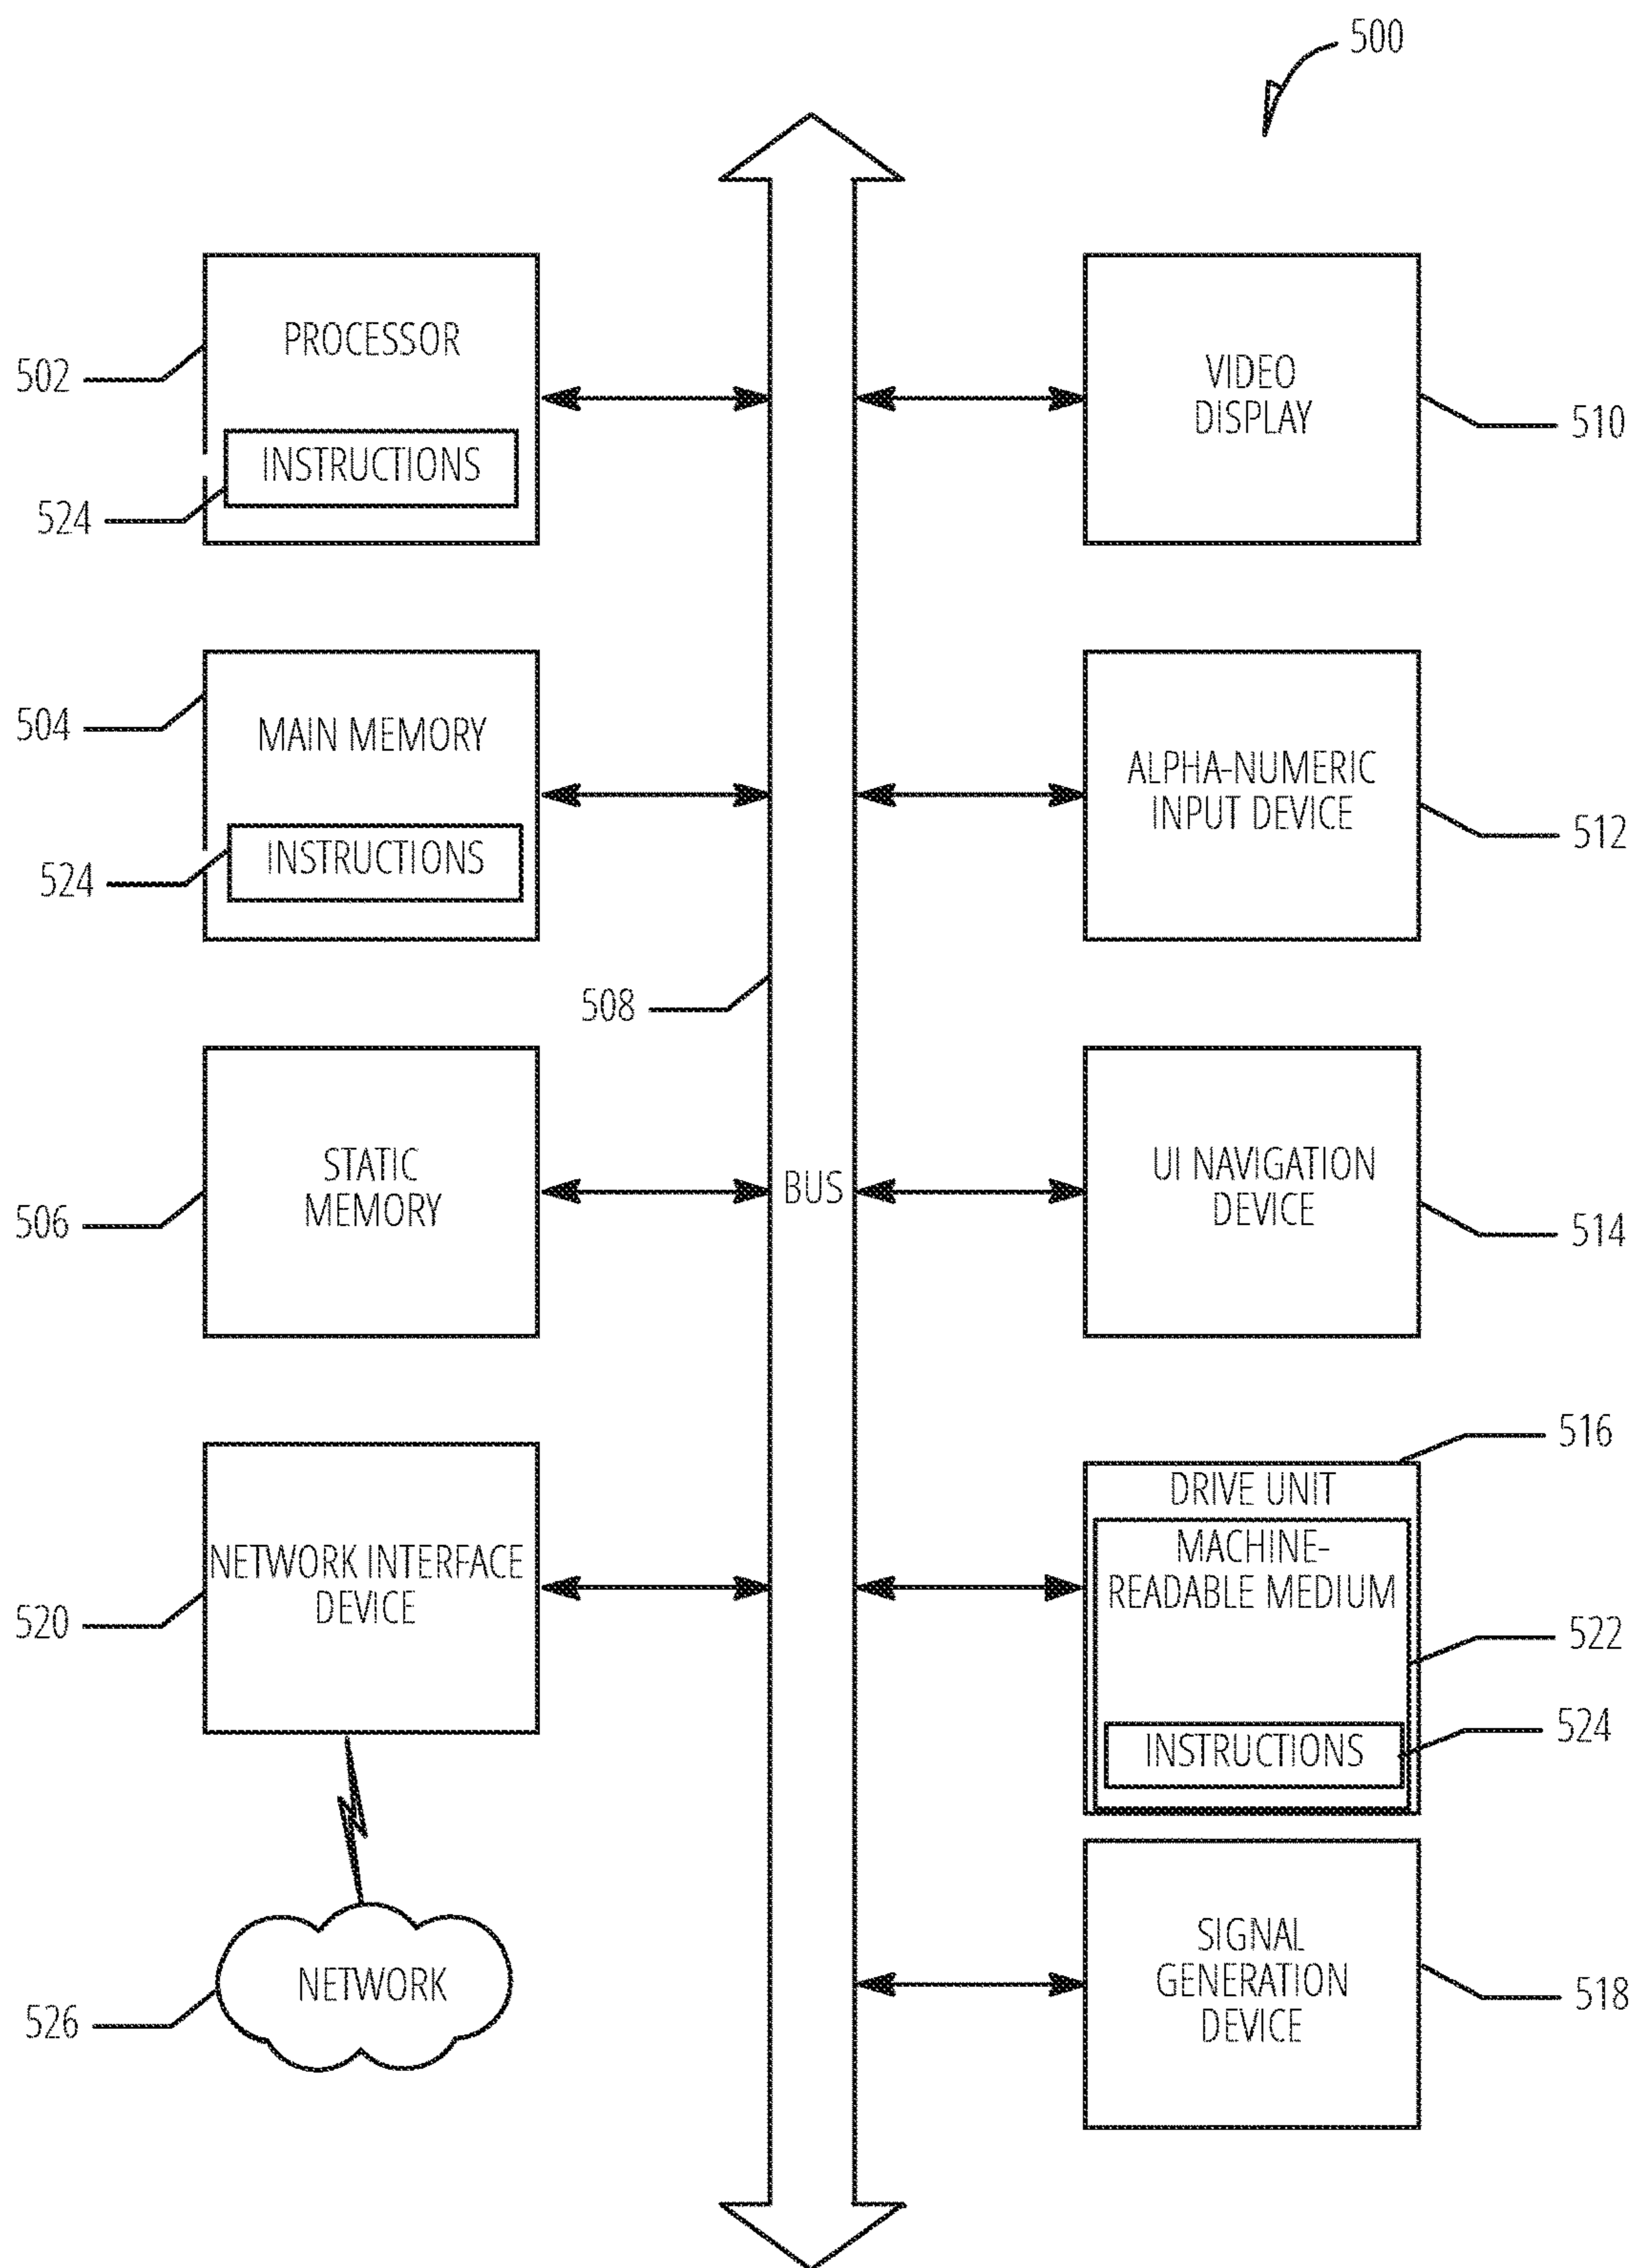 500
PROCESSOR
502
INSTRUCTIONS
524
VIDEO
DISPLAY
510
504
MAIN MEMORY
INSTRUCTIONS
524
ALPHA-NUMERIC
INPUT DEVICE
512
508
STATIC
MEMORY
506
BUS
UI NAVIGATION
DEVICE
514
NETWORK INTERFACE
DEVICE
520
516
DRIVE UNIT
MACHINE-
READABLE MEDIUM
522
524
INSTRUCTIONS
NETWORK
526
SIGNAL
GENERATION
DEVICE
518